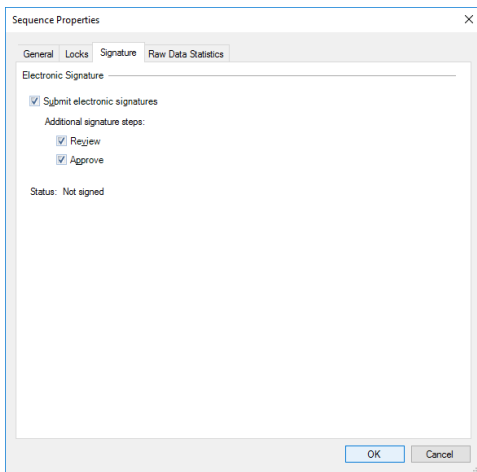 Sequence Properties
General Locks Signature Raw Data Statistics
Electronic Signature
Submit electronic signatures
Additional signature steps:
Review
Approve
Status: Not signed
OK Cancel